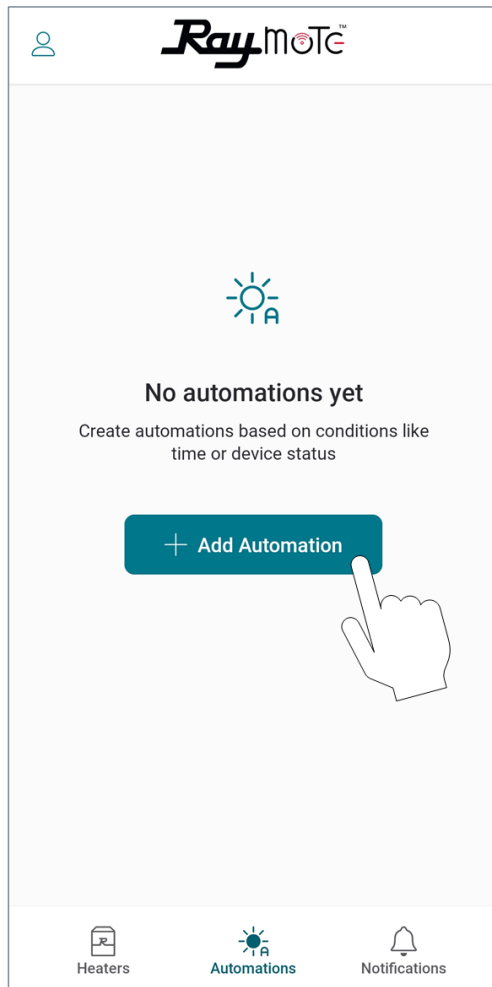 Raymote™
No automations yet
Create automations based on conditions like
time or device status
+ Add Automation
A
R
A
Heaters
Automations
Notifications